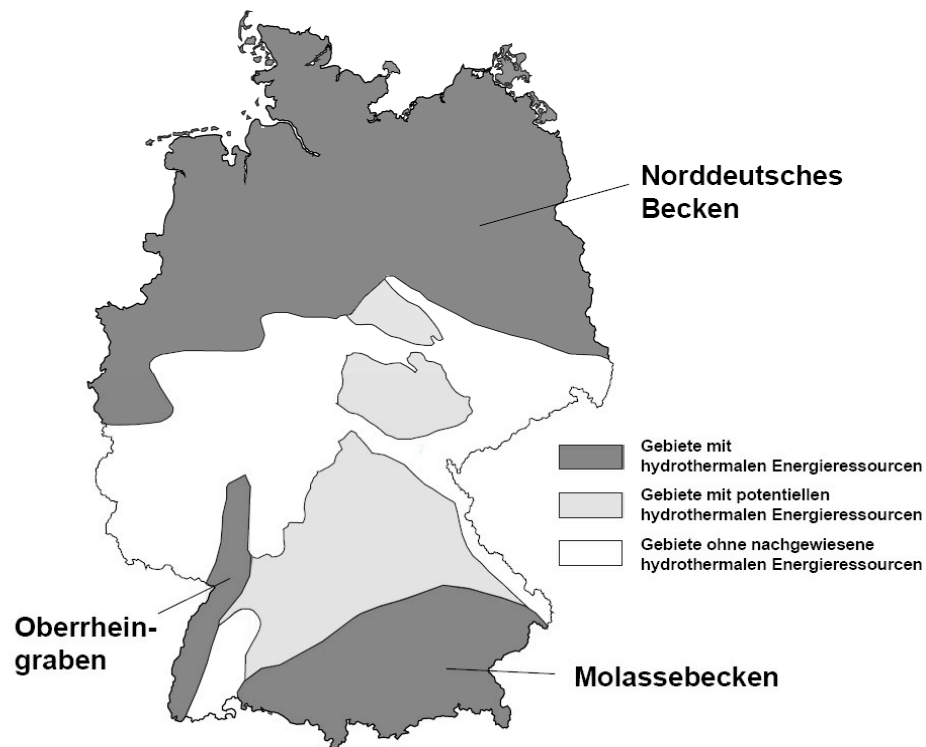 Norddeutsches
Becken
Gebiete mit
hydrothermalen Energieressourcen
Gebiete mit potentiellen
hydrothermalen Energieressourcen
Gebiete ohne nachgewiesene
hydrothermalen Energieressourcen
Oberrhein-
graben
Molassebecken